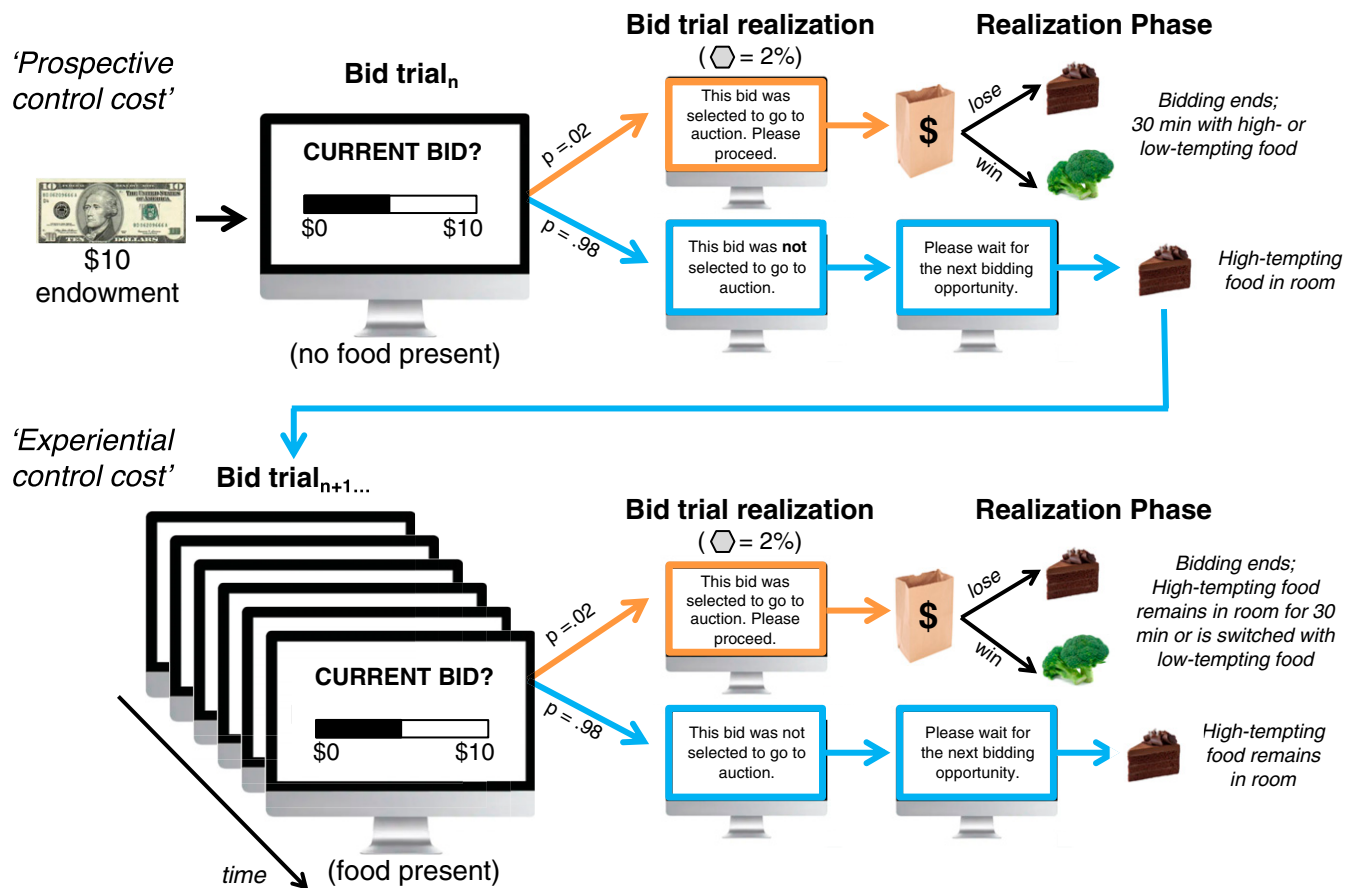 'Prospective
control cost'
$10
endowment
Bid trialn
CURRENT BID?
$0 $10
(no food present)
p =.02
p = .98
Bid trial realization
( = 2%)
This bid was
selected to go to
auction. Please
proceed.
This bid was not
selected to go to
auction.
Please wait for
the next bidding
opportunity.
Realization Phase
$
lose
win
Bidding ends;
30 min with high- or
low-tempting food
High-tempting
food in room
'Experiential
control cost'
Bid trialn+1...
CURRENT BID?
$0 $10
(food present)
time
p =.02
p = .98
Bid trial realization
( = 2%)
This bid was
selected to go to
auction. Please
proceed.
This bid was not
selected to go to
auction.
Please wait for
the next bidding
opportunity.
Realization Phase
$
lose
win
Bidding ends;
High-tempting food
remains in room for 30
min or is switched with
low-tempting food
High-tempting
food remains
in room